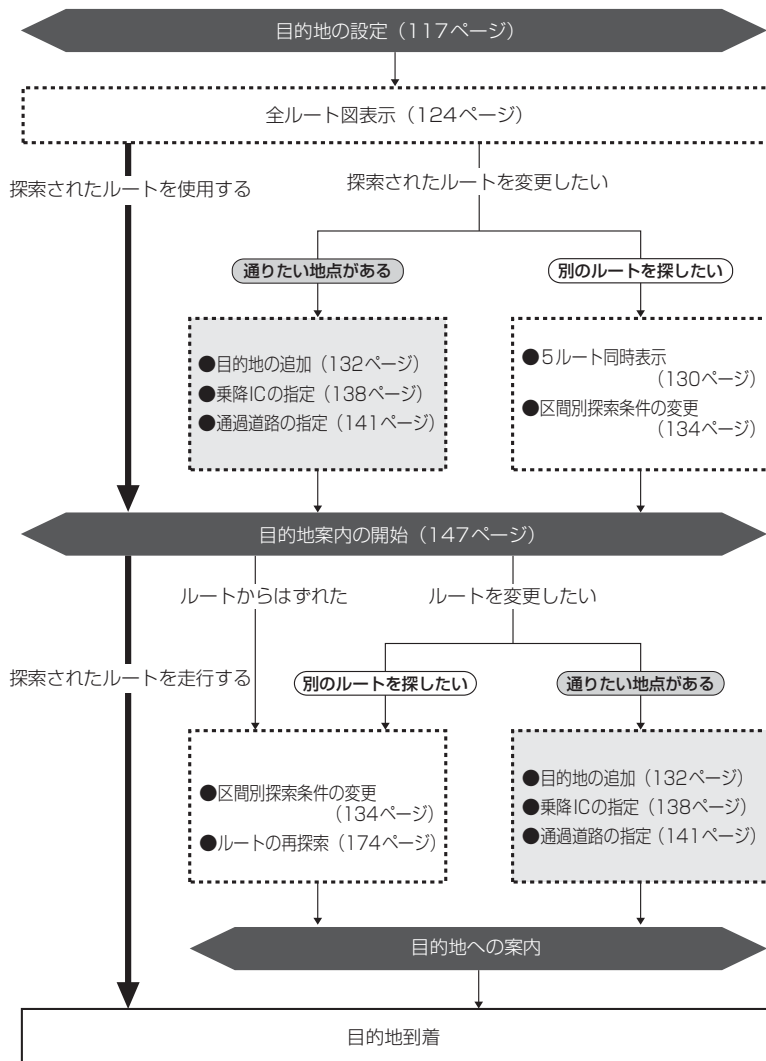 目的地の設定（117ページ）
全ルート図表示（124ページ）
探索されたルートを使用する
探索されたルートを変更したい
通りたい地点がある
別のルートを探したい
●目的地の追加（132ページ）
●乗降ICの指定（138ページ）
●通過道路の指定（141ページ）
●5ルート同時表示
（130ページ）
●区間別探索条件の変更
（134ページ）
目的地案内の開始（147ページ）
ルートからはずれた
ルートを変更したい
探索されたルートを走行する
別のルートを探したい
通りたい地点がある
●区間別探索条件の変更
（134ページ）
●ルートの再探索（174ページ）
●目的地の追加（132ページ）
●乗降ICの指定（138ページ）
●通過道路の指定（141ページ）
目的地への案内
目的地到着